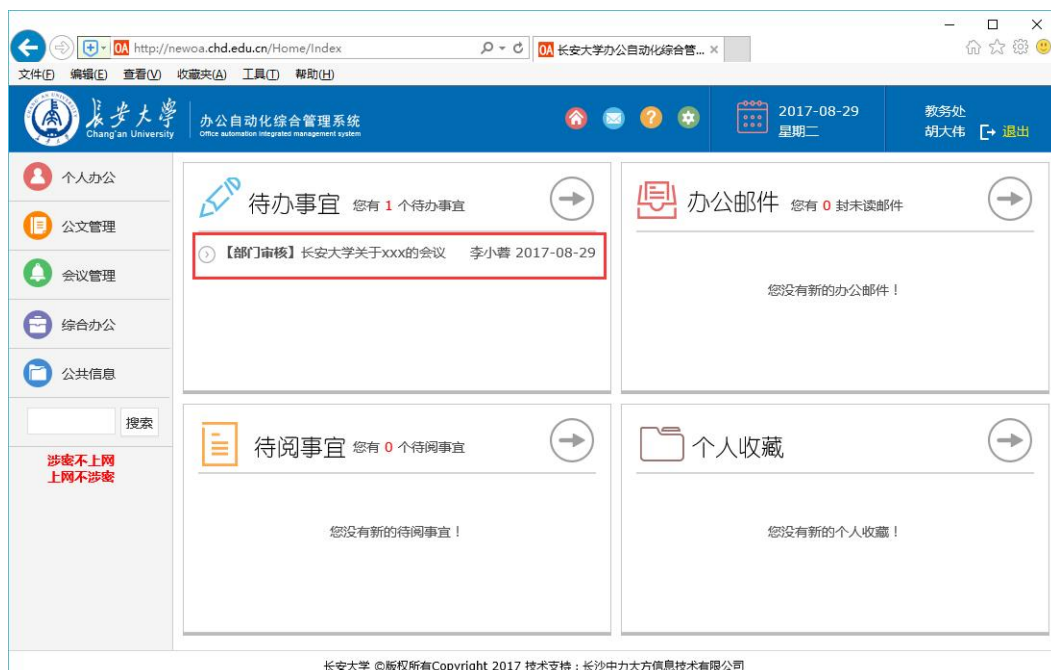 http://newoa.chd.edu.cn/Home/Index
OA 长安大学办公自动化综合管... ×
文件(F) 编辑(E) 查看(V) 收藏夹(A) 工具(T) 帮助(H)
长安大学
Chang'an University
办公自动化综合管理系统
Office automation integrated management system
2017-08-29
星期二
教务处
胡大伟 退出
个人办公
公文管理
会议管理
综合办公
公共信息
搜索
涉密不上网
上网不涉密
待办事宜 您有 1 个待办事宜
【部门审核】长安大学关于xxx的会议 李小蓉 2017-08-29
办公邮件 您有 0 封未读邮件
您没有新的办公邮件！
待阅事宜 您有 0 个待阅事宜
您没有新的待阅事宜！
个人收藏
您没有新的个人收藏！
长安大学 ©版权所有Copyright 2017 技术支持：长沙中力大方信息技术有限公司